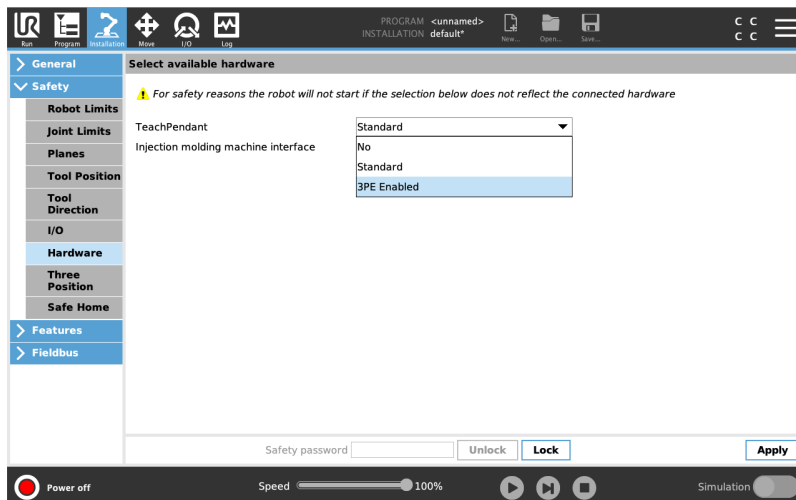 UR
Run
Program
Installation
Move
I/O
Log
PROGRAM <unnamed>
INSTALLATION default*
New...
Open...
Save...
C C
C C
General
Safety
Robot Limits
Joint Limits
Planes
Tool Position
Tool
Direction
I/O
Hardware
Three
Position
Safe Home
Features
Fieldbus
Select available hardware
For safety reasons the robot will not start if the selection below does not reflect the connected hardware
TeachPendant Standard
Injection molding machine interface No
Standard
3PE Enabled
Safety password Unlock Lock Apply
Power off Speed 100% Simulation